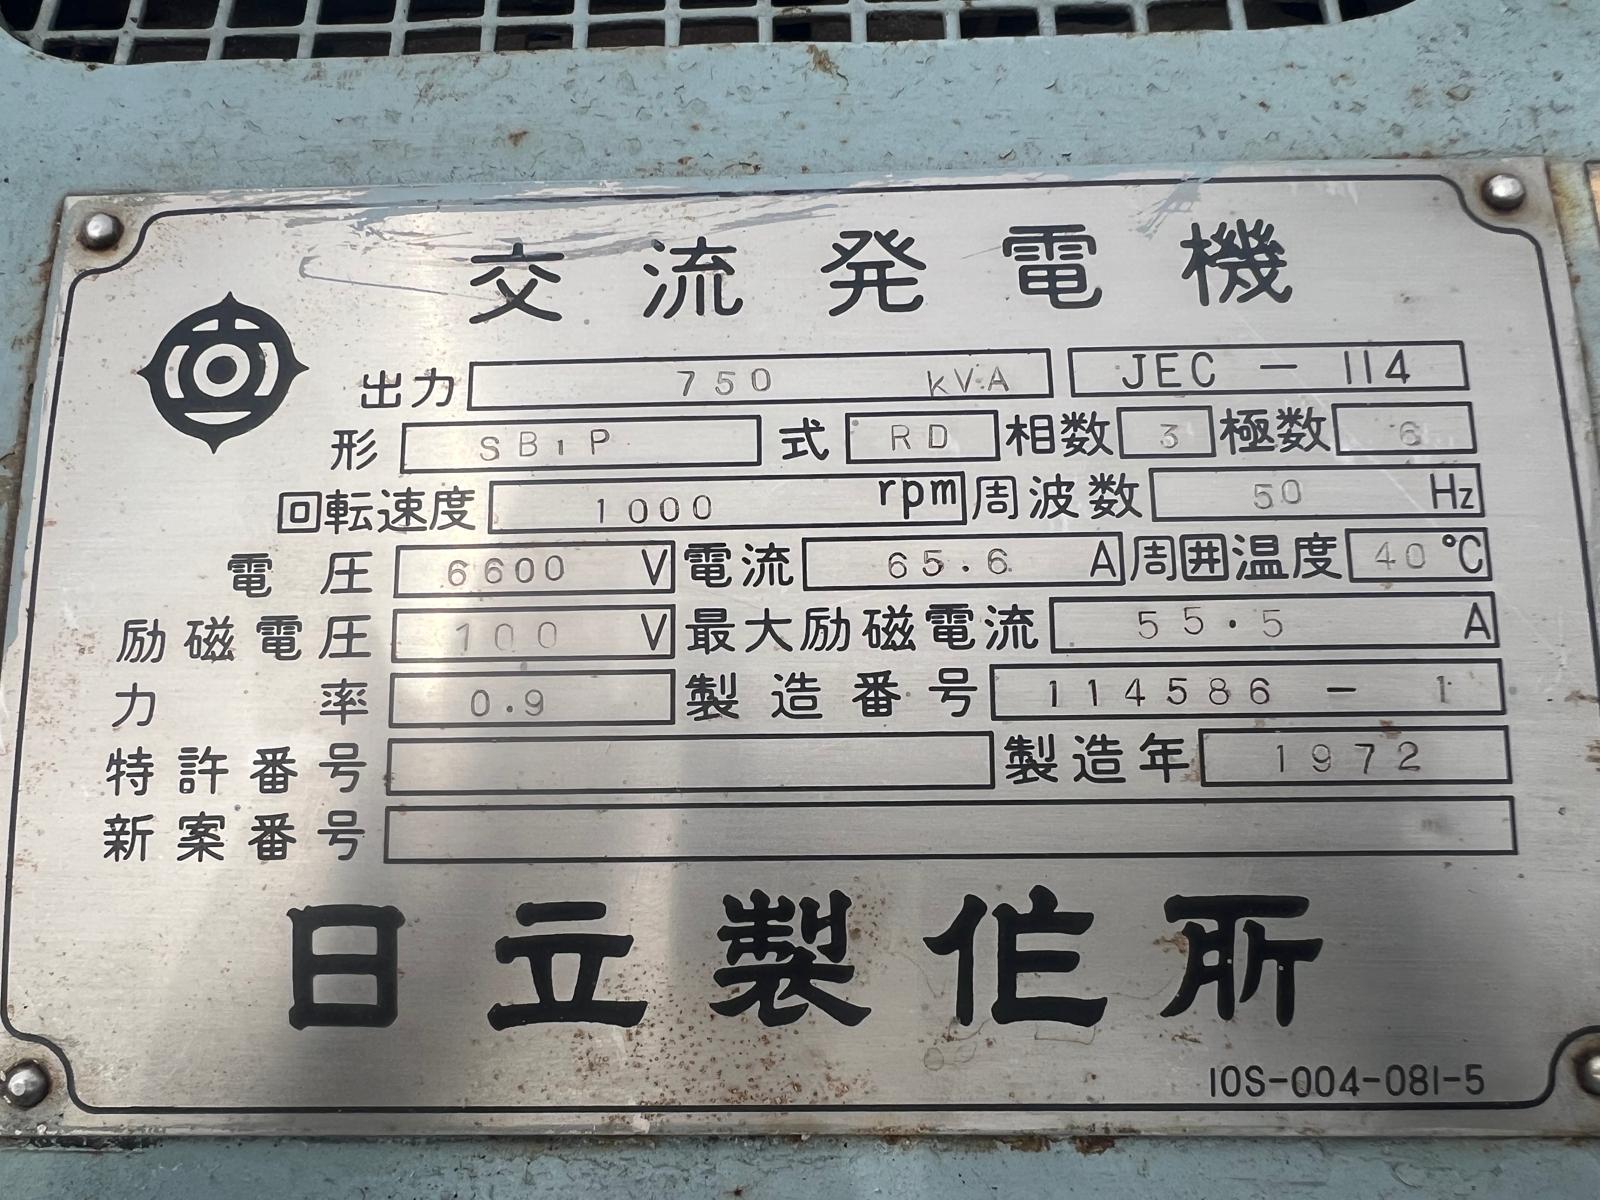 交流発電機
出力 750 kVA JEC-114
形 SBIP 式 RD 相数 3 極数 6
回転速度 1000 rpm 周波数 50 Hz
電圧 6600 V 電流 65.6 A 周囲温度 40 ℃
励磁電圧 100 V 最大励磁電流 55.5 A
力率 0.9 製造番号 114586-1
特許番号 製造年 1972
新案番号
日立製作所
10S-004-081-5